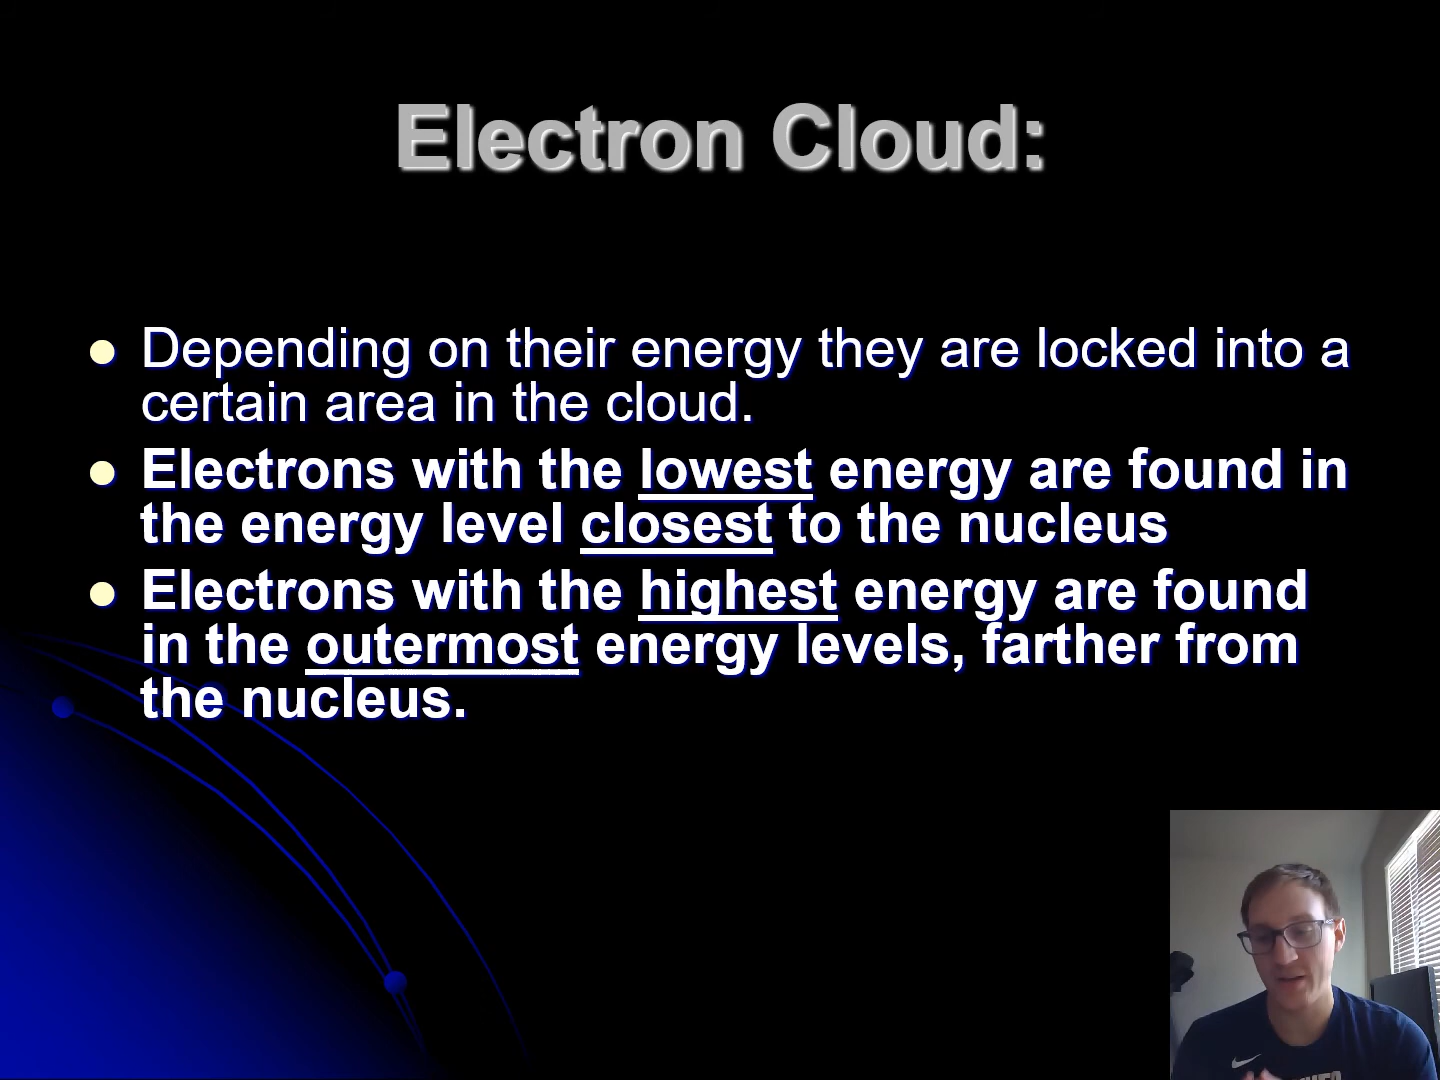 Electron Cloud:
Depending on their energy they are locked into a
certain area in the cloud.
Electrons with the lowest energy are found in
the energy level closest to the nucleus
Electrons with the highest energy are found
in the outermost energy levels, farther from
the nucleus.